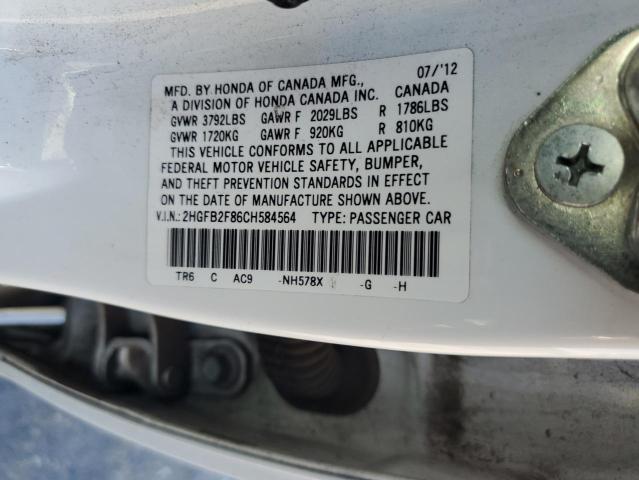 MFD. BY HONDA OF CANADA MFG., 07/'12
A DIVISION OF HONDA CANADA INC. CANADA
GVWR 3792LBS GAWR F 2029LBS R 1786LBS
GVWR 1720KG GAWR F 920KG R 810KG
THIS VEHICLE CONFORMS TO ALL APPLICABLE
FEDERAL MOTOR VEHICLE SAFETY, BUMPER,
AND THEFT PREVENTION STANDARDS IN EFFECT
ON THE DATE OF MANUFACTURE SHOWN ABOVE.
V.I.N.: 2HGFB2F86CH584564 TYPE: PASSENGER CAR
TR6 C AC9 -NH578X -G -H